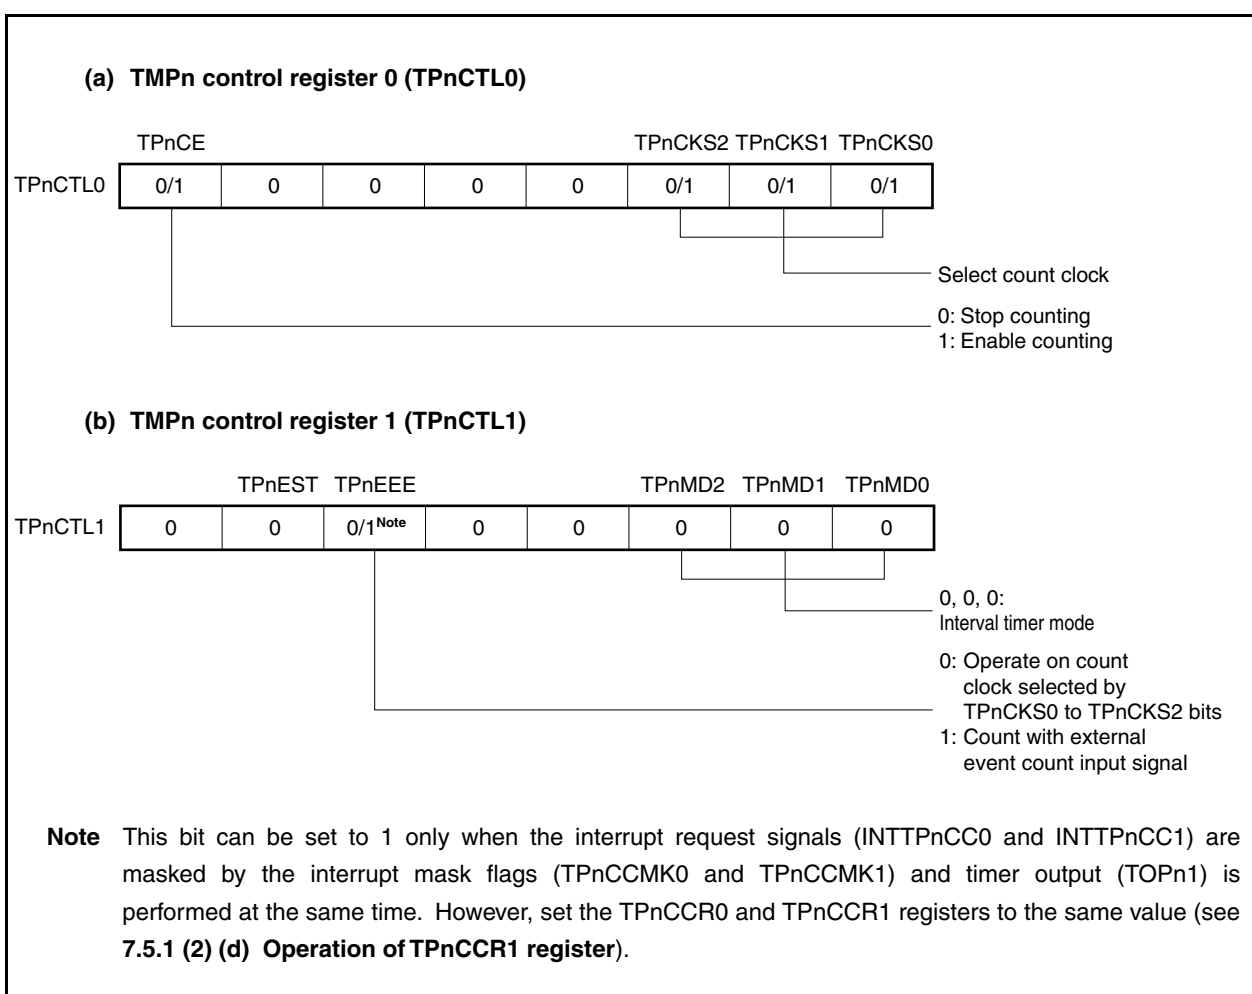 (a) TMPn control register 0 (TPnCTL0)
TPnCE TPnCKS2 TPnCKS1 TPnCKS0
TPnCTL0 0/1 0 0 0 0 0/1 0/1 0/1
Select count clock
0: Stop counting
1: Enable counting
(b) TMPn control register 1 (TPnCTL1)
TPnEST TPnEEE TPnMD2 TPnMD1 TPnMD0
TPnCTL1 0 0 0/1Note 0 0 0 0 0
0, 0, 0:
Interval timer mode
0: Operate on count
clock selected by
TPnCKS0 to TPnCKS2 bits
1: Count with external
event count input signal
Note This bit can be set to 1 only when the interrupt request signals (INTTPnCC0 and INTTPnCC1) are
masked by the interrupt mask flags (TPnCCMK0 and TPnCCMK1) and timer output (TOPn1) is
performed at the same time. However, set the TPnCCR0 and TPnCCR1 registers to the same value (see
7.5.1 (2) (d) Operation of TPnCCR1 register).